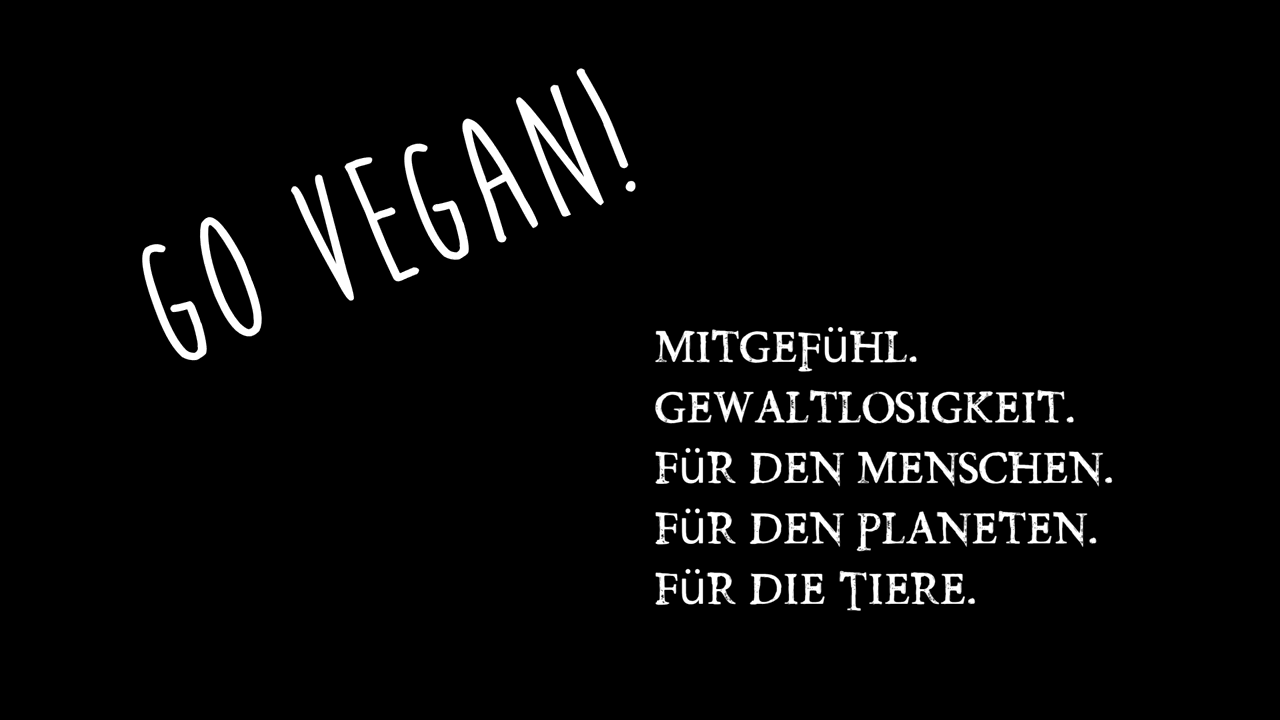 GO VEGAN!
MITGEFÜHL.
GEWALTLOSIGKEIT.
FÜR DEN MENSCHEN.
FÜR DEN PLANETEN.
FÜR DIE TIERE.